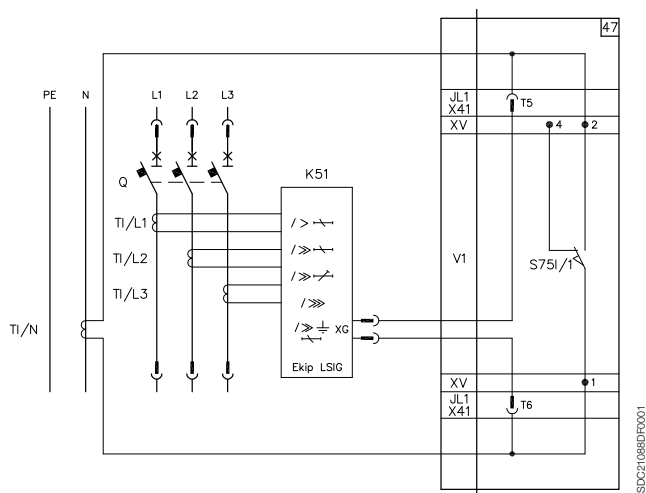 47
PE N L1 L2 L3
JL1
X41
T5
XV
4
2
Q
K51
TI/L1
TI/L2
TI/L3
TI/N
/>
/≫
/≫
/⋙
/≫
XG
Ekip LSIG
V1
S75I/1
XV
1
JL1
X41
T6
SDC21088DF0001